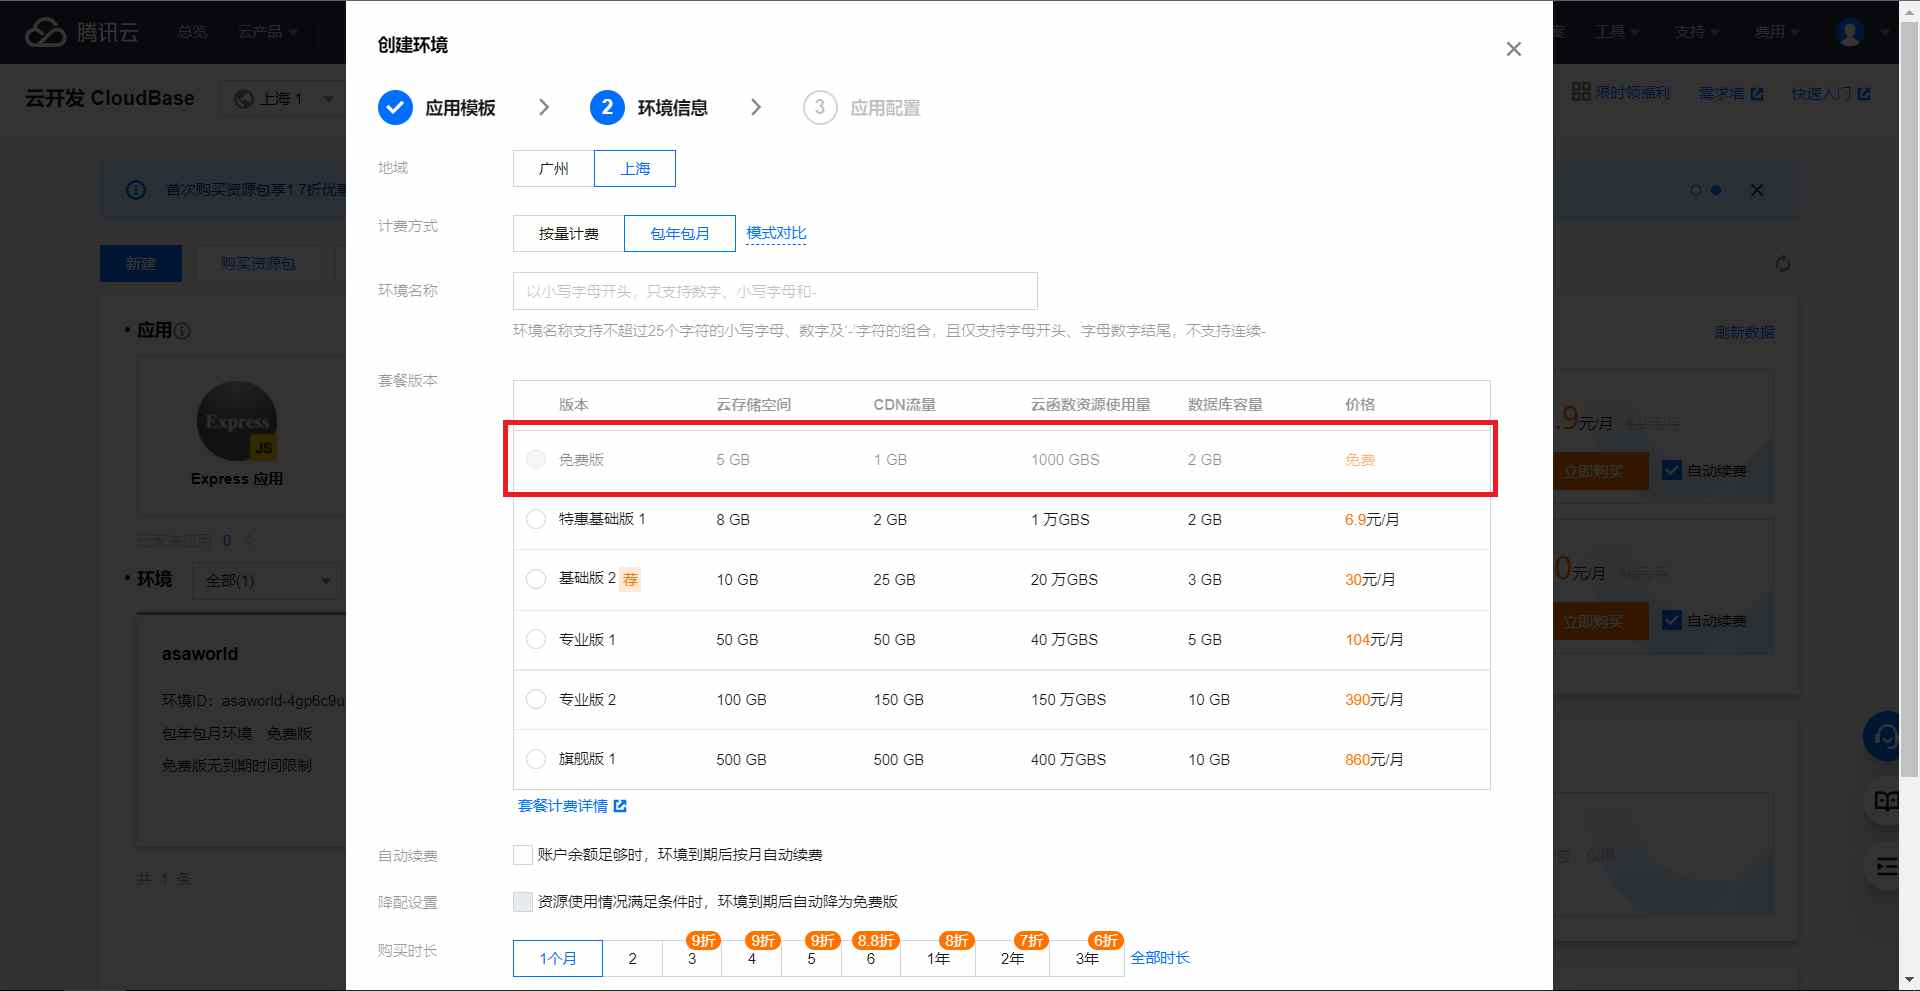 腾讯云 总览 云产品 工具 支持 费用
云开发 CloudBase 上海 1 限时领福利 需求墙 快速入门
首次购买资源包享1.7折优惠
新建 购买资源包
应用
Express
JS
Express 应用
0
环境 全部(1)
asaworld
环境ID：asaworld-4gp6c9u
包年包月环境 免费版
免费版无到期时间限制
共 1 条
创建环境
应用模板 2 环境信息 3 应用配置
地域 广州 上海
计费方式 按量计费 包年包月 模式对比
环境名称 以小写字母开头，只支持数字、小写字母和-
环境名称支持不超过25个字符的小写字母、数字及'-'字符的组合，且仅支持字母开头、字母数字结尾，不支持连续-
套餐版本
版本 云存储空间 CDN流量 云函数资源使用量 数据库容量 价格
免费版 5 GB 1 GB 1000 GBS 2 GB 免费
特惠基础版 1 8 GB 2 GB 1 万GBS 2 GB 6.9元/月
基础版 2 荐 10 GB 25 GB 20 万GBS 3 GB 30元/月
专业版 1 50 GB 50 GB 40 万GBS 5 GB 104元/月
专业版 2 100 GB 150 GB 150 万GBS 10 GB 390元/月
旗舰版 1 500 GB 500 GB 400 万GBS 10 GB 860元/月
套餐计费详情
自动续费 账户余额足够时，环境到期后按月自动续费
降配设置 资源使用情况满足条件时，环境到期后自动降为免费版
9折 9折 9折 8.8折 8折 7折 6折
购买时长 1个月 2 3 4 5 6 1年 2年 3年 全部时长
刷新数据
.9元/月
立即购买 自动续费
0元/月
立即购买 自动续费